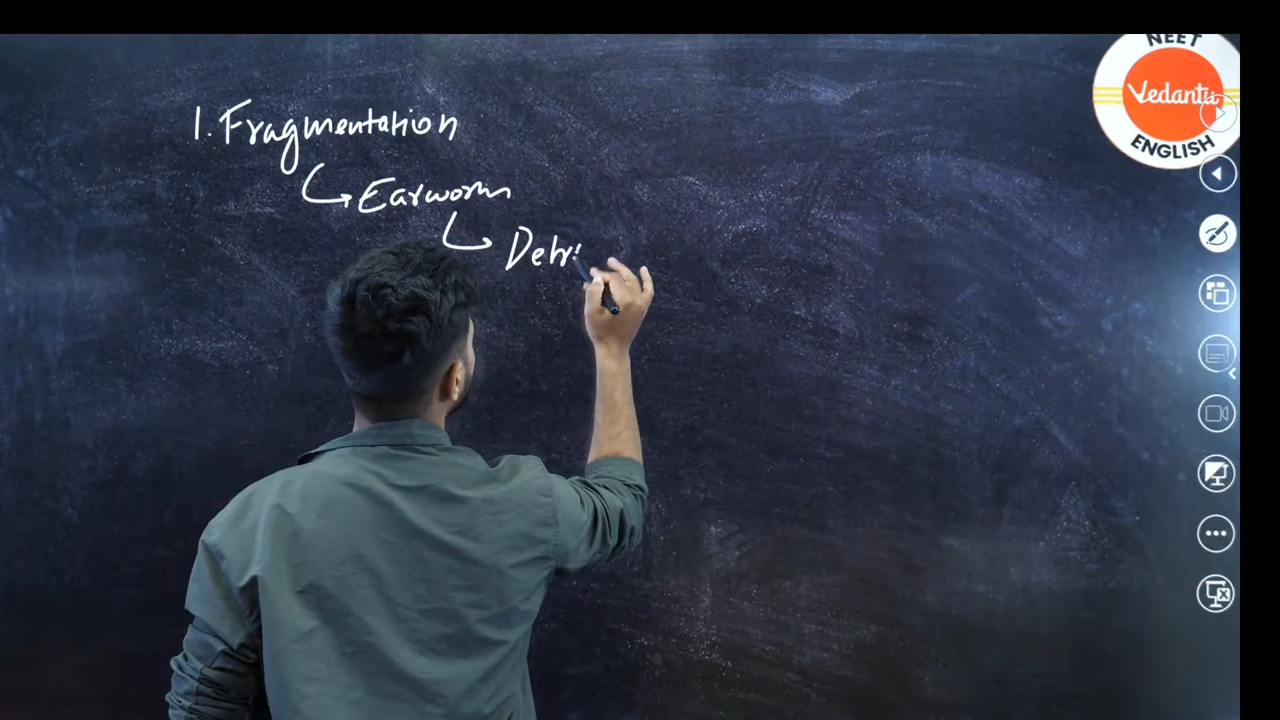 1. Fragmentation
Earworm
Detri
NEET
Vedantu
ENGLISH